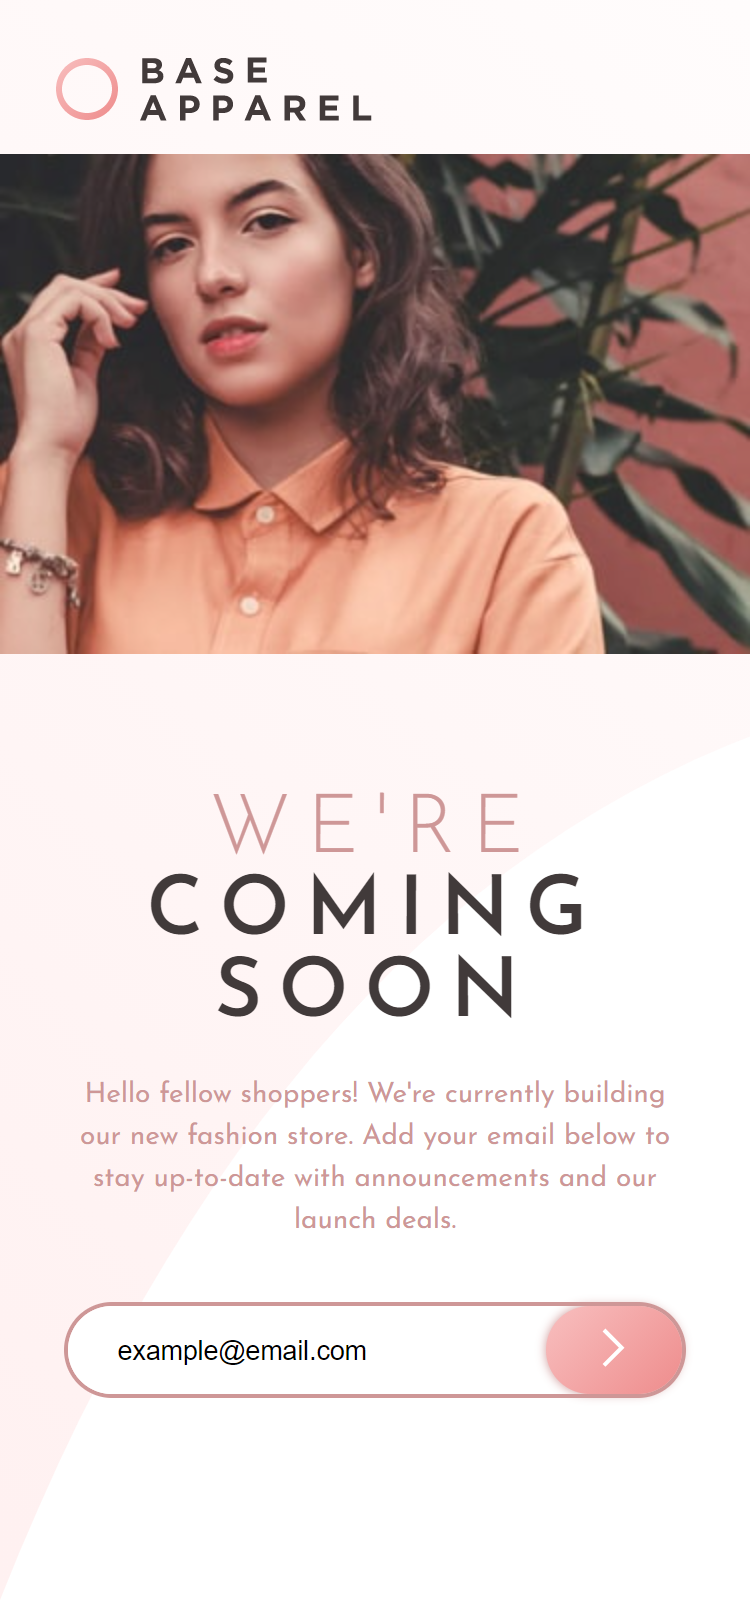 BASE
APPAREL
WE'RE
COMING
SOON
Hello fellow shoppers! We're currently building
our new fashion store. Add your email below to
stay up-to-date with announcements and our
launch deals.
example@email.com